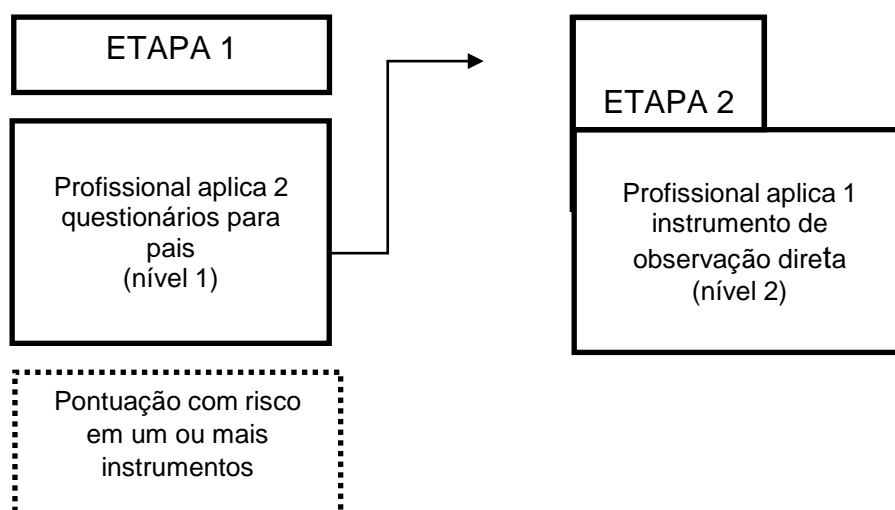 ETAPA 1
Profissional aplica 2
questionários para
pais
(nível 1)
Pontuação com risco
em um ou mais
instrumentos
ETAPA 2
Profissional aplica 1
instrumento de
observação direta
(nível 2)